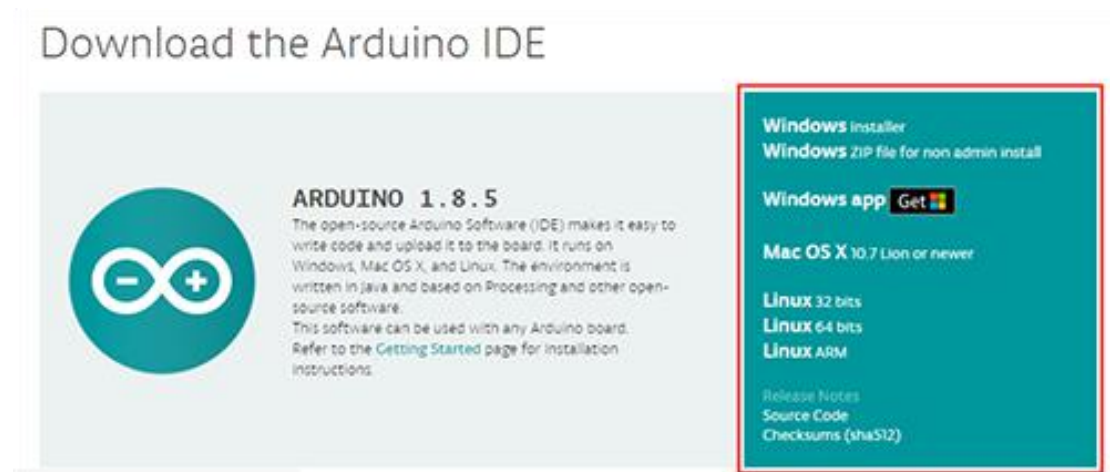 Download the Arduino IDE
ARDUINO 1.8.5
The open-source Arduino Software (IDE) makes it easy to
write code and upload it to the board. It runs on
Windows, Mac OS X, and Linux. The environment is
written in Java and based on Processing and other open-
source software.
This software can be used with any Arduino board.
Refer to the Getting Started page for Installation
instructions.
Windows Installer
Windows ZIP file for non admin install
Windows app Get
Mac OS X 10.7 Lion or newer
Linux 32 bits
Linux 64 bits
Linux ARM
Release Notes
Source Code
Checksums (sha512)